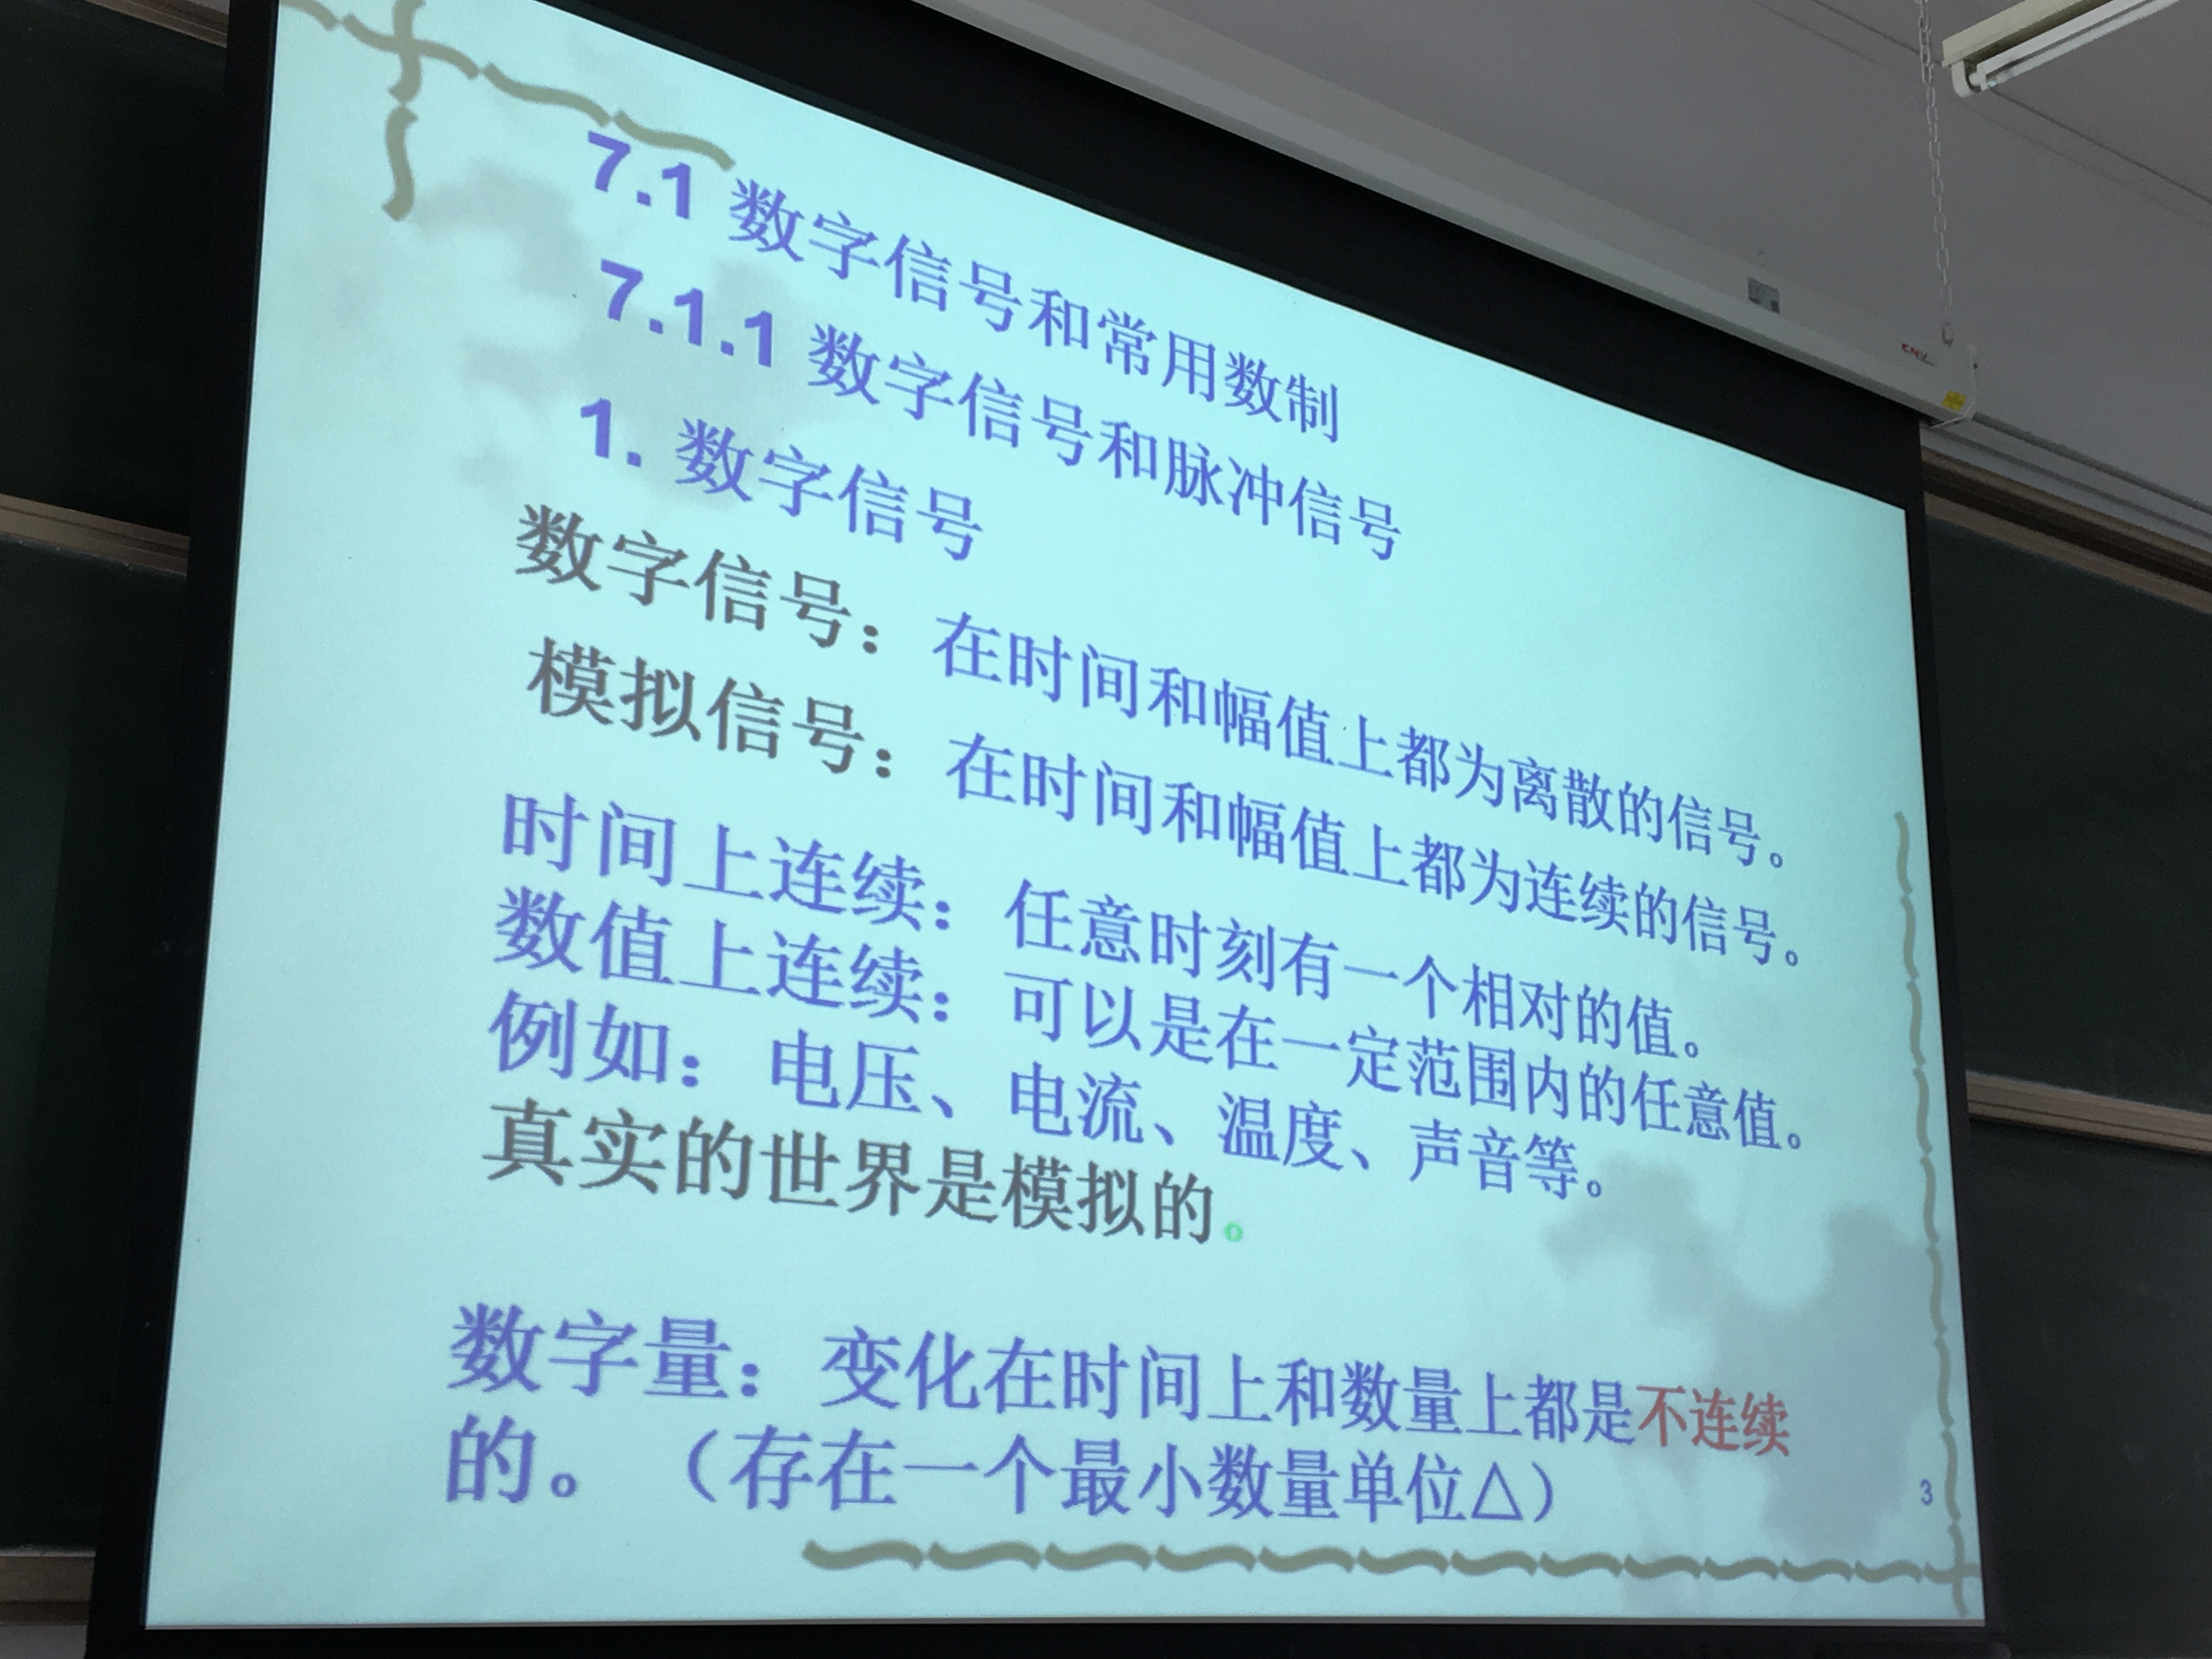 7.1 数字信号和常用数制
7.1.1 数字信号和脉冲信号
1. 数字信号
数字信号：在时间和幅值上都为离散的信号。
模拟信号：在时间和幅值上都为连续的信号。
时间上连续：任意时刻有一个相对的值。
数值上连续：可以是在一定范围内的任意值。
例如：电压、电流、温度、声音等。
真实的世界是模拟的。
数字量：变化在时间上和数量上都是不连续
的。（存在一个最小数量单位△）
3